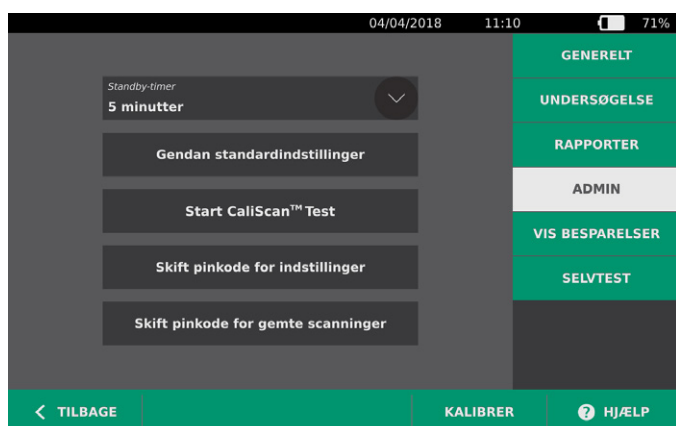 04/04/2018 11:10 71%
Standby-timer
5 minutter
Gendan standardindstillinger
Start CaliScan™ Test
Skift pinkode for indstillinger
Skift pinkode for gemte scanninger
GENERELT
UNDERSØGELSE
RAPPORTER
ADMIN
VIS BESPARELSER
SELVTEST
TILBAGE
KALIBRER
? HJÆLP